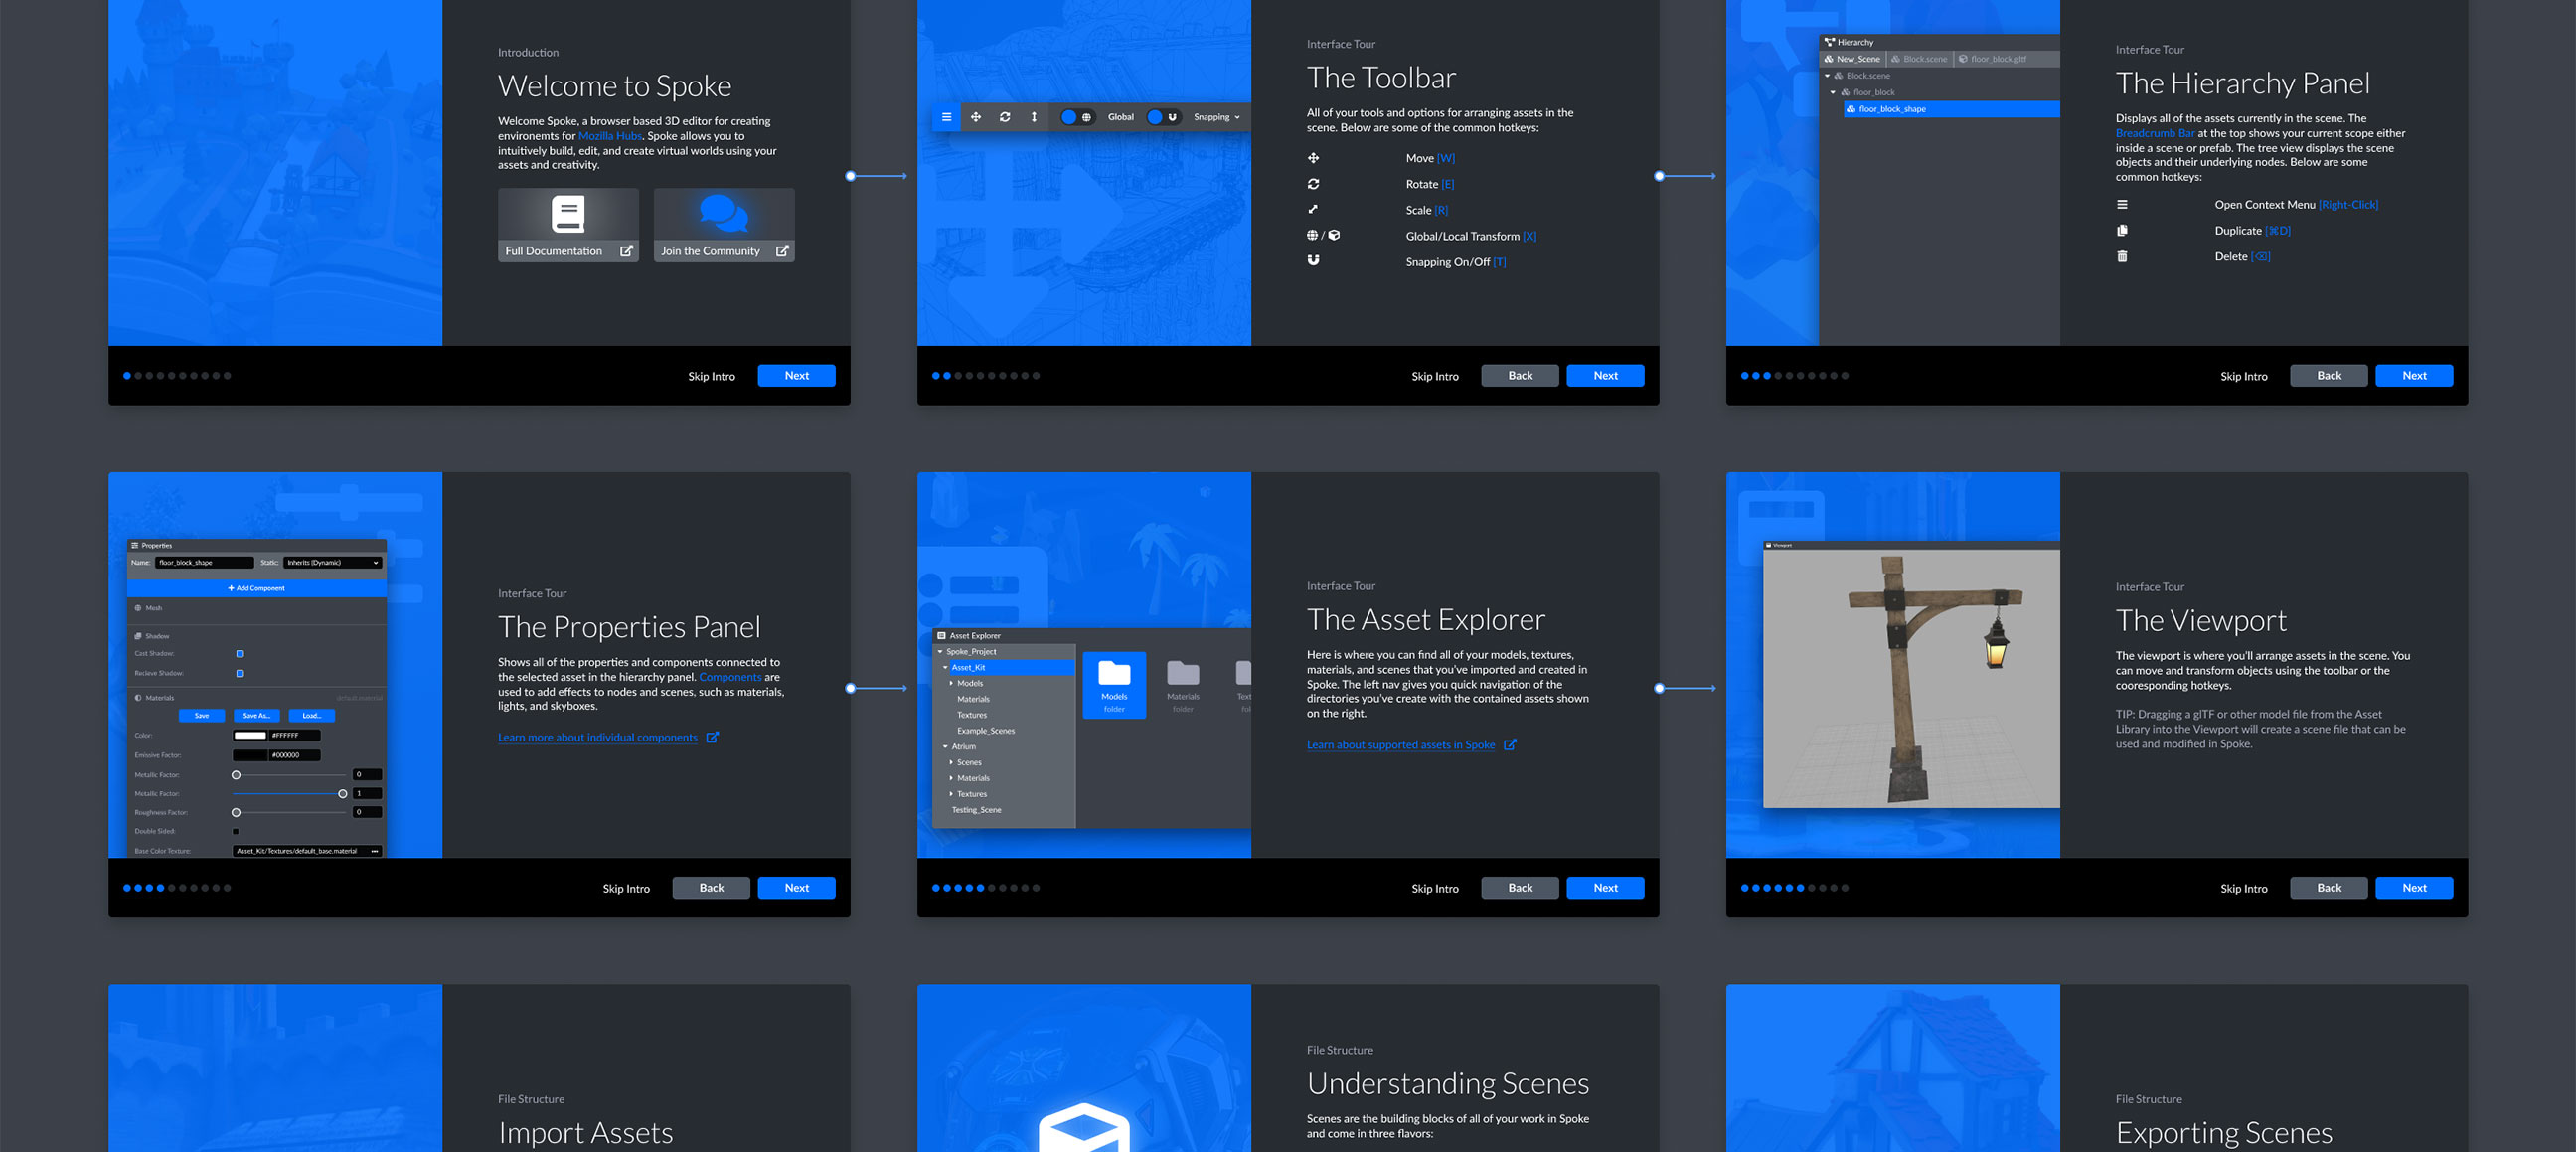 Introduction
Welcome to Spoke
Welcome Spoke, a browser based 3D editor for creating
environents for Mozilla Hubs. Spoke allows you to
intuitively build, edit, and create virtual worlds using your
assets and creativity.
Full Documentation
Join the Community
Skip Intro
Next
Global
Snapping
Interface Tour
The Toolbar
All of your tools and options for arranging assets in the
scene. Below are some of the common hotkeys:
Move [W]
Rotate [E]
Scale [R]
/
Global/Local Transform [X]
Snapping On/Off [T]
Skip Intro
Back
Next
Hierarchy
New_Scene
Block.scene
floor_block.gltf
Block.scene
floor_block
floor_block_shape
Interface Tour
The Hierarchy Panel
Displays all of the assets currently in the scene. The
Breadcrumb Bar at the top shows your current scope either
inside a scene or prefab. The tree view displays the scene
objects and their underlying nodes. Below are some
common hotkeys:
Open Context Menu [Right-Click]
Duplicate [⌘D]
Delete [⌫]
Skip Intro
Back
Next
Properties
Name: floor_block_shape Static: Inherits (Dynamic)
+ Add Component
Mesh
Shadow
Cast Shadow:
Recieve Shadow:
Materials default.material
Save Save As... Load...
Color: #FFFFFF
Emissive Factor: #000000
Metallic Factor: 0
Metallic Factor: 1
Roughness Factor: 0
Double Sided:
Base Color Texture: Asset_Kit/Textures/default_base.material ...
Interface Tour
The Properties Panel
Shows all of the properties and components connected to
the selected asset in the hierarchy panel. Components are
used to add effects to nodes and scenes, such as materials,
lights, and skyboxes.
Learn more about individual components
Skip Intro
Back
Next
Asset Explorer
Spoke_Project
Asset_Kit
Models
Materials
Textures
Example_Scenes
Atrium
Scenes
Materials
Textures
Testing_Scene
Models
folder
Materials
folder
Text
fol
Interface Tour
The Asset Explorer
Here is where you can find all of your models, textures,
materials, and scenes that you've imported and created in
Spoke. The left nav gives you quick navigation of the
directories you've create with the contained assets shown
on the right.
Learn about supported assets in Spoke
Skip Intro
Back
Next
Viewport
Interface Tour
The Viewport
The viewport is where you'll arrange assets in the scene. You
can move and transform objects using the toolbar or the
cooresponding hotkeys.
TIP: Dragging a glTF or other model file from the Asset
Library into the Viewport will create a scene file that can be
used and modified in Spoke.
Skip Intro
Back
Next
File Structure
Import Assets
File Structure
Understanding Scenes
Scenes are the building blocks of all of your work in Spoke
and come in three flavors:
File Structure
Exporting Scenes